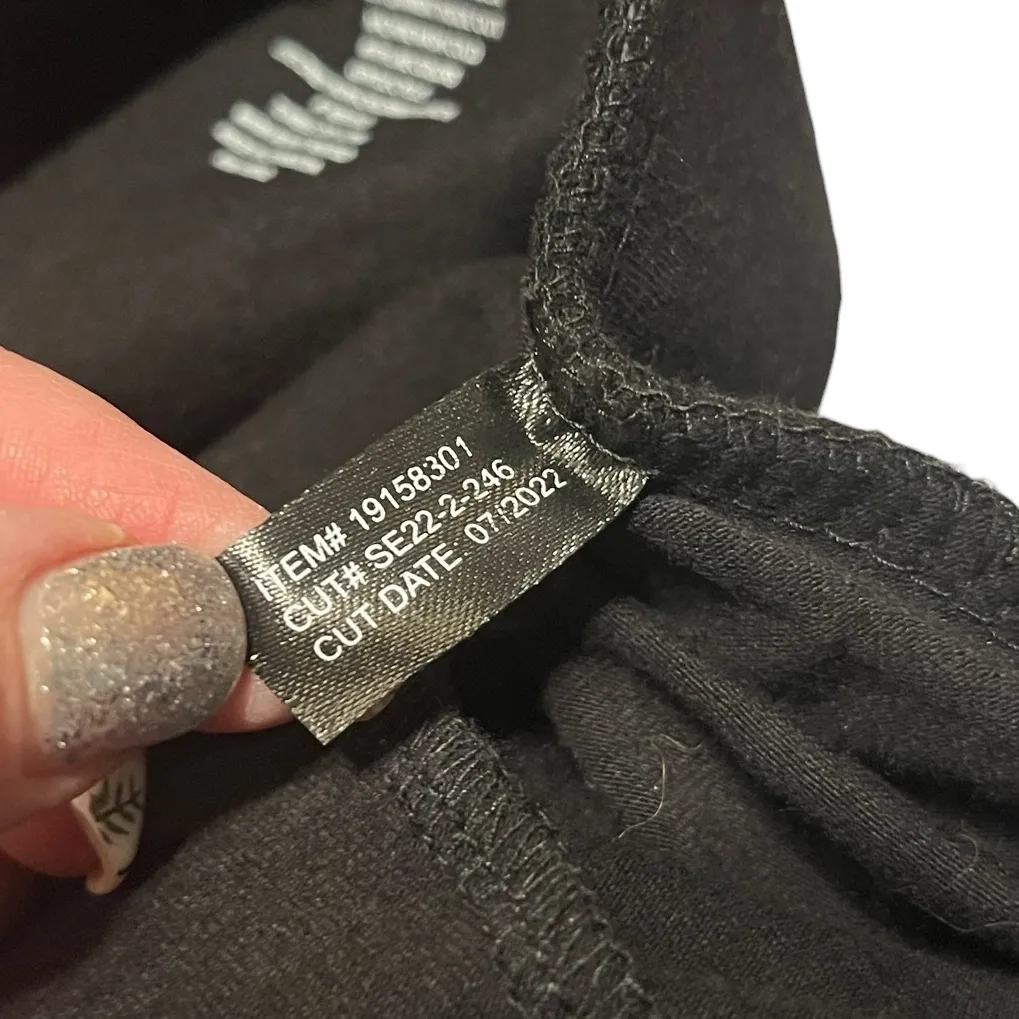 ITEM# 19158301
CUT# SE22-2-246
CUT DATE 07/2022